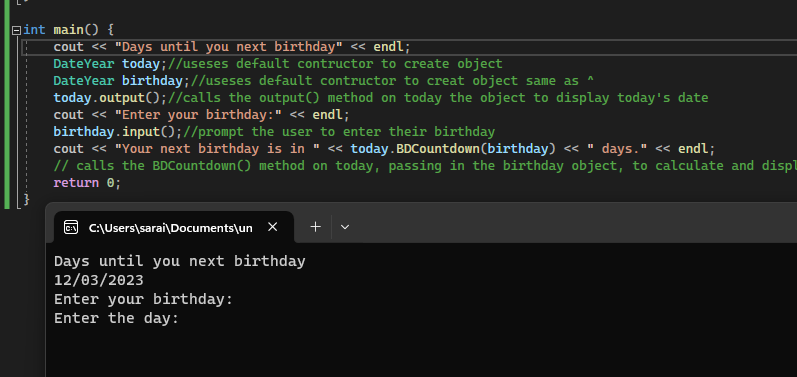 int main() {
cout << "Days until you next birthday" << endl;
DateYear today;//useses default contructor to create object
DateYear birthday;//useses default contructor to creat object same as ^
today.output();//calls the output() method on today the object to display today's date
cout << "Enter your birthday:" << endl;
birthday.input();//prompt the user to enter their birthday
cout << "Your next birthday is in " << today.BDCountdown(birthday) << " days." << endl;
// calls the BDCountdown() method on today, passing in the birthday object, to calculate and displ
return 0;
}
C:\Users\sarai\Documents\un
Days until you next birthday
12/03/2023
Enter your birthday:
Enter the day: